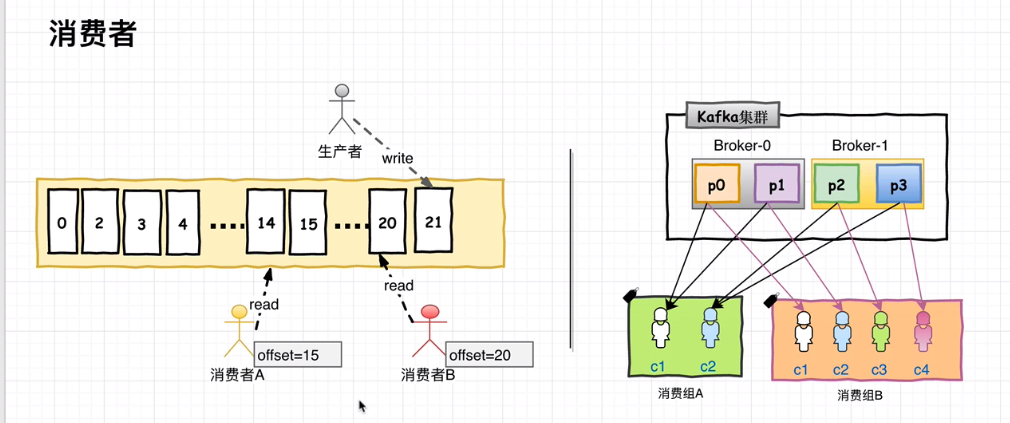 消费者
生产者
write
0 2 3 4 14 15 20 21
read
read
offset=15
offset=20
消费者A
消费者B
Kafka集群
Broker-0 Broker-1
p0 p1 p2 p3
c1 c2
c1 c2 c3 c4
消费组A
消费组B